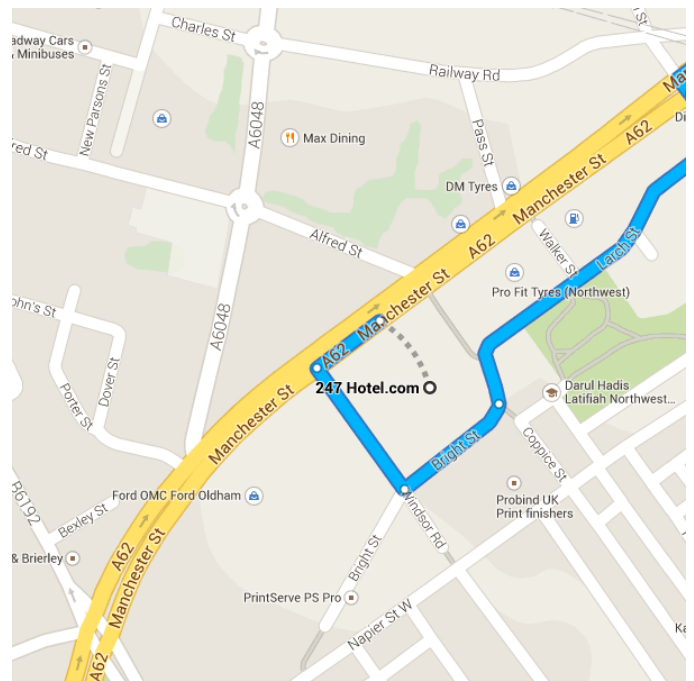 Charles St
adway Cars
& Minibuses
New Parsons St
A6048
Railway Rd
Max Dining
Pass St
A62
Manchester St
DM Tyres
Alfred St
A62
Manchester St
Walker St
Larch St
Pro Fit Tyres (Northwest)
A6048
ohn's St
Dover St
Porter St
A62
Manchester St
247 Hotel.com
Darul Hadis
Latifiah Northwest...
Manchester St
Bright St
Coppice St
Ford OMC Ford Oldham
Probind UK
Print finishers
B6192
Bexley St
Windsor Rd
A62
Manchester St
& Brierley
Bright St
PrintServe PS Pro
Napier St W
A62